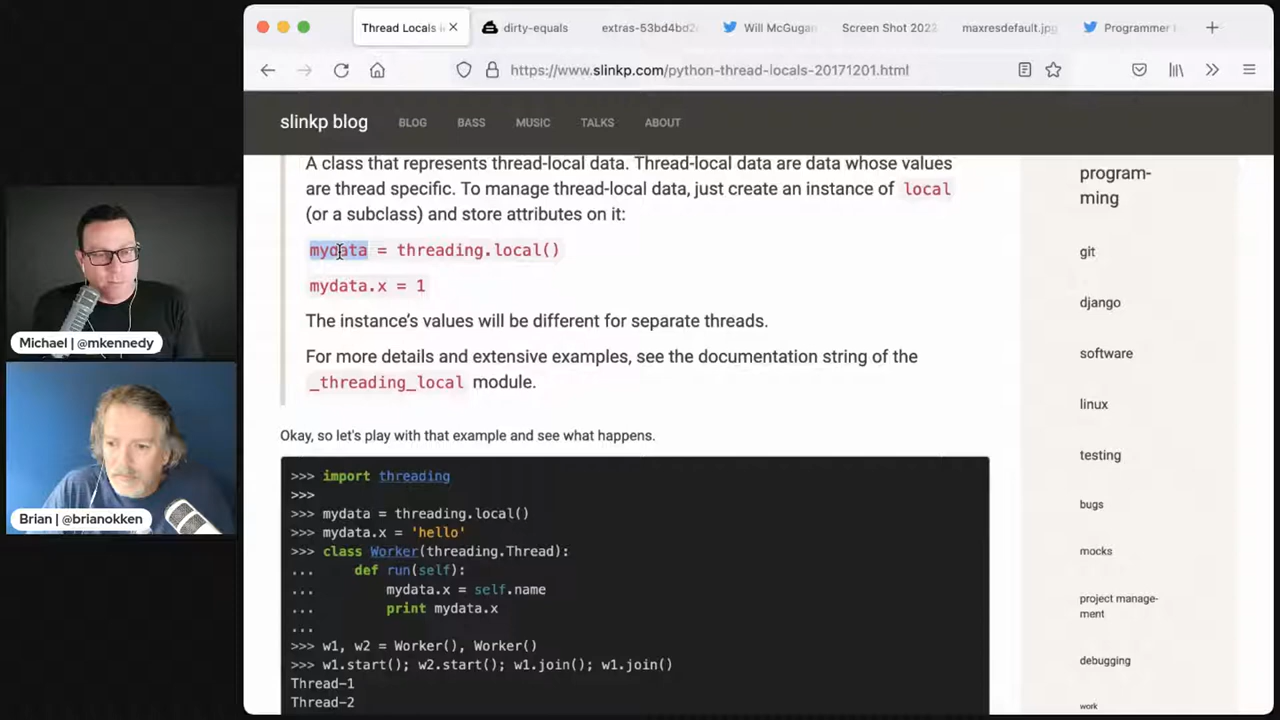 Thread Locals i
dirty-equals
extras-53bd4bd2
Will McGugan
Screen Shot 2022
maxresdefault.jpg
Programmer
https://www.slinkp.com/python-thread-locals-20171201.html
slinkp blog
BLOG
BASS
MUSIC
TALKS
ABOUT
A class that represents thread-local data. Thread-local data are data whose values
are thread specific. To manage thread-local data, just create an instance of local
(or a subclass) and store attributes on it:
mydata = threading.local()
mydata.x = 1
The instance’s values will be different for separate threads.
For more details and extensive examples, see the documentation string of the
_threading_local module.
Okay, so let's play with that example and see what happens.
>>> import threading
>>>
>>> mydata = threading.local()
>>> mydata.x = 'hello'
>>> class Worker(threading.Thread):
... def run(self):
... mydata.x = self.name
... print mydata.x
...
>>> w1, w2 = Worker(), Worker()
>>> w1.start(); w2.start(); w1.join(); w1.join()
Thread-1
Thread-2
program-
ming
git
django
software
linux
testing
bugs
mocks
project manage-
ment
debugging
work
Michael | @mkennedy
Brian | @brianokken